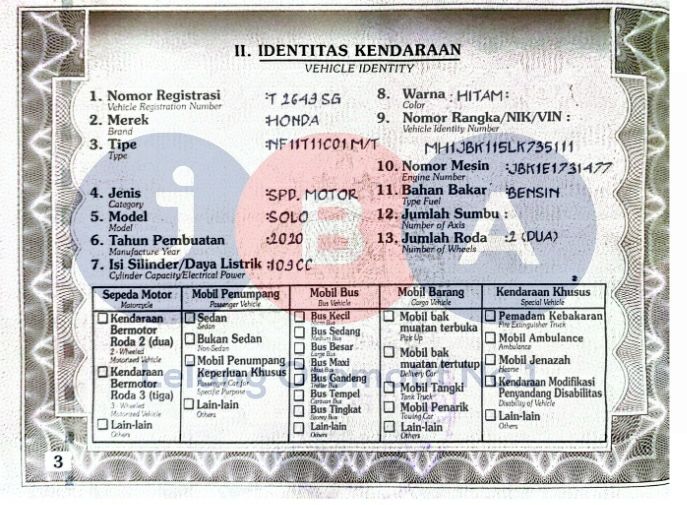 II. IDENTITAS KENDARAAN
VEHICLE IDENTITY
1. Nomor Registrasi : T 2649 SG
Vehicle Registration Number
2. Merek : HONDA
Brand
3. Tipe : NF11T11C01 M/T
Type
4. Jenis : SPD. MOTOR
Category
5. Model : SOLO
Model
6. Tahun Pembuatan : 2020
Manufacture Year
7. Isi Silinder/Daya Listrik : 109 CC
Cylinder Capacity/Electrical Power
8. Warna : HITAM :
Color
9. Nomor Rangka/NIK/VIN :
Vehicle Identity Number
MH1JBK115LK735111
10. Nomor Mesin : JBK1E1731477
Engine Number
11. Bahan Bakar : BENSIN
Type Fuel
12. Jumlah Sumbu :
Number of Axis
13. Jumlah Roda : 2 (DUA)
Number of Wheels
iBA
Sepeda Motor
Motorcycle
Kendaraan
Bermotor
Roda 2 (dua)
2 - Wheeled
Motorized Vehicle
Kendaraan
Bermotor
Roda 3 (tiga)
3 - Wheeled
Motorized Vehicle
Lain-lain
Others
Mobil Penumpang
Passenger Vehicle
Sedan
Sedan
Bukan Sedan
Non-Sedan
Mobil Penumpang
Keperluan Khusus
Passenger Car for
Specific Purpose
Lain-lain
Others
Mobil Bus
Bus Vehicle
Bus Kecil
Bus Sedang
Medium Bus
Bus Besar
Large Bus
Bus Maxi
Maxi Bus
Bus Gandeng
Bus Tempel
Bus Tingkat
Lain-lain
Others
Mobil Barang
Cargo Vehicle
Mobil bak
muatan terbuka
Pick Up
Mobil bak
muatan tertutup
Delivery Car
Mobil Tangki
Tank Truck
Mobil Penarik
Towing Car
Lain-lain
Others
Kendaraan Khusus
Special Vehicle
Pemadam Kebakaran
Fire Extinguisher Truck
Mobil Ambulance
Ambulance
Mobil Jenazah
Hearse
Kendaraan Modifikasi
Penyandang Disabilitas
Disability of Vehicle
Lain-lain
Others
3